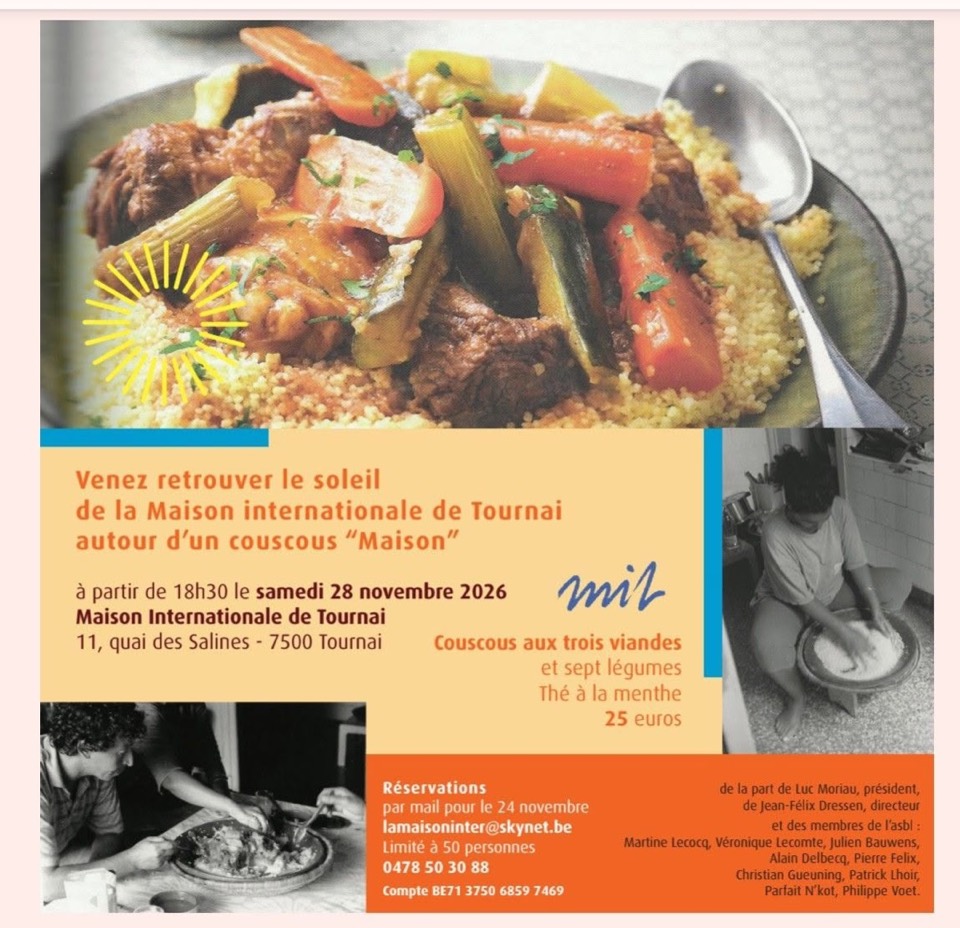 Venez retrouver le soleil
de la Maison internationale de Tournai
autour d'un couscous “Maison”
à partir de 18h30 le samedi 28 novembre 2026
Maison Internationale de Tournai
11, quai des Salines - 7500 Tournai
mit
Couscous aux trois viandes
et sept légumes
Thé à la menthe
25 euros
Réservations
par mail pour le 24 novembre
lamaisoninter@skynet.be
Limité à 50 personnes
0478 50 30 88
Compte BE71 3750 6859 7469
de la part de Luc Moriau, président,
de Jean-Félix Dressen, directeur
et des membres de l'asbl :
Martine Lecocq, Véronique Lecomte, Julien Bauwens,
Alain Delbecq, Pierre Felix,
Christian Gueuning, Patrick Lhoir,
Parfait N'kot, Philippe Voet.